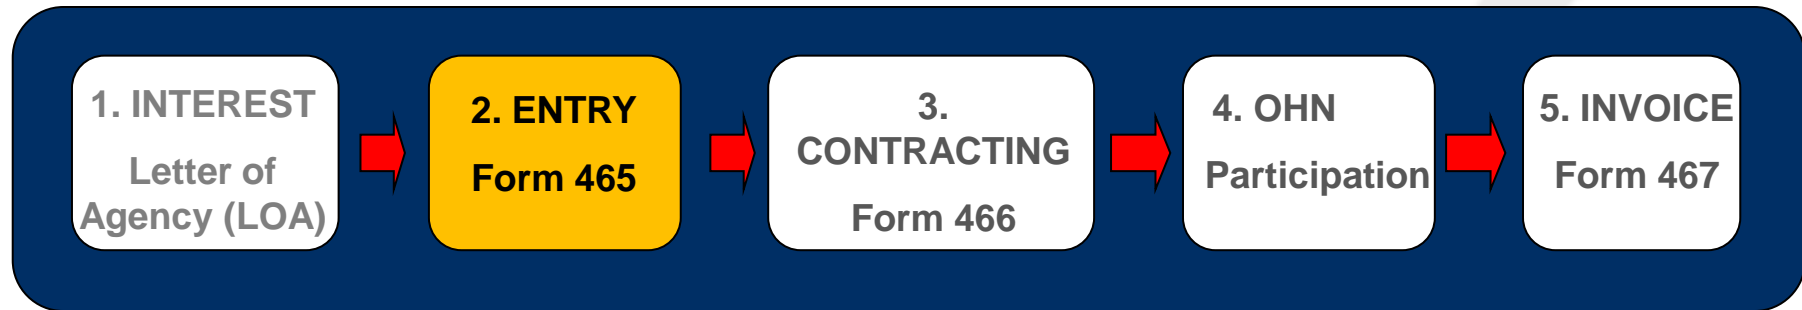 1. INTEREST
Letter of
Agency (LOA)
2. ENTRY
Form 465
3.
CONTRACTING
Form 466
4. OHN
Participation
5. INVOICE
Form 467